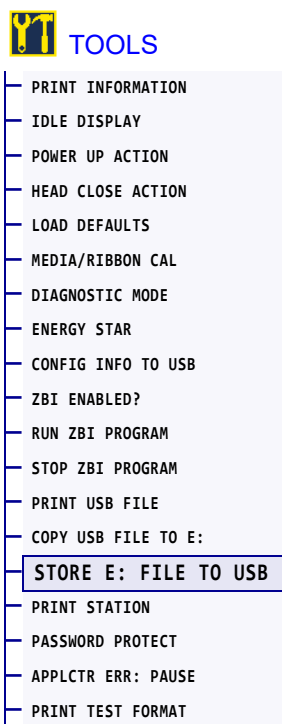 TOOLS
PRINT INFORMATION
IDLE DISPLAY
POWER UP ACTION
HEAD CLOSE ACTION
LOAD DEFAULTS
MEDIA/RIBBON CAL
DIAGNOSTIC MODE
ENERGY STAR
CONFIG INFO TO USB
ZBI ENABLED?
RUN ZBI PROGRAM
STOP ZBI PROGRAM
PRINT USB FILE
COPY USB FILE TO E:
STORE E: FILE TO USB
PRINT STATION
PASSWORD PROTECT
APPLCTR ERR: PAUSE
PRINT TEST FORMAT